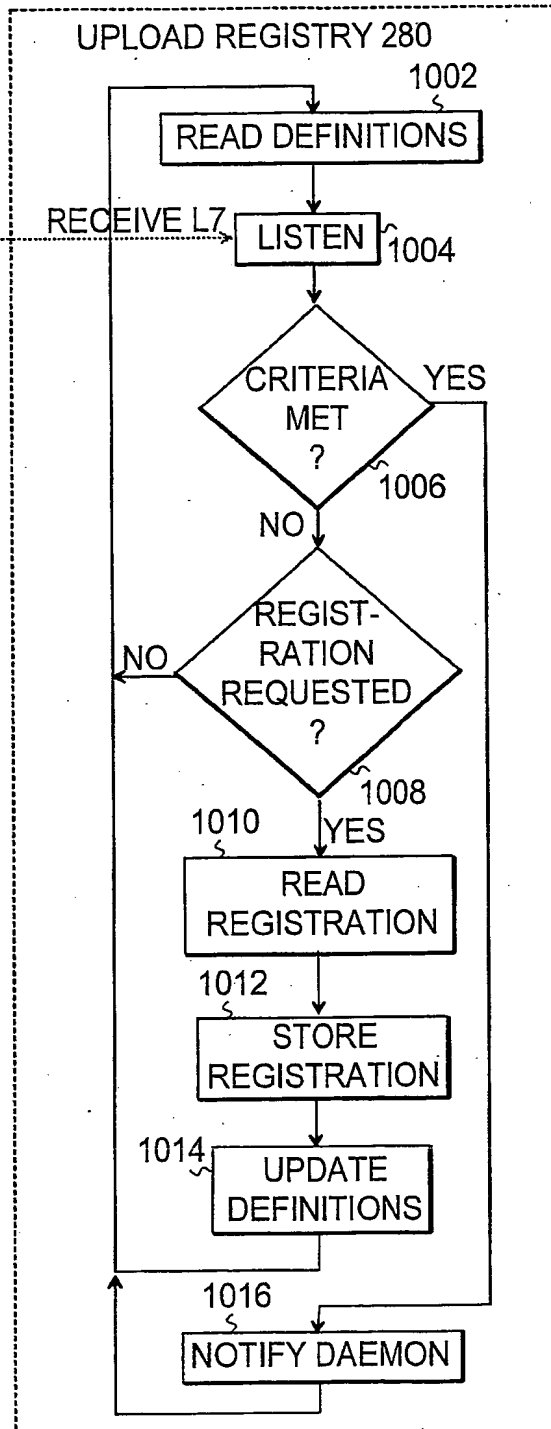 UPLOAD REGISTRY 280
1002
READ DEFINITIONS
RECEIVE L7
LISTEN
1004
CRITERIA
MET
?
YES
1006
NO
REGIST-
RATION
REQUESTED
?
NO
1008
YES
1010
READ
REGISTRATION
1012
STORE
REGISTRATION
1014
UPDATE
DEFINITIONS
1016
NOTIFY DAEMON